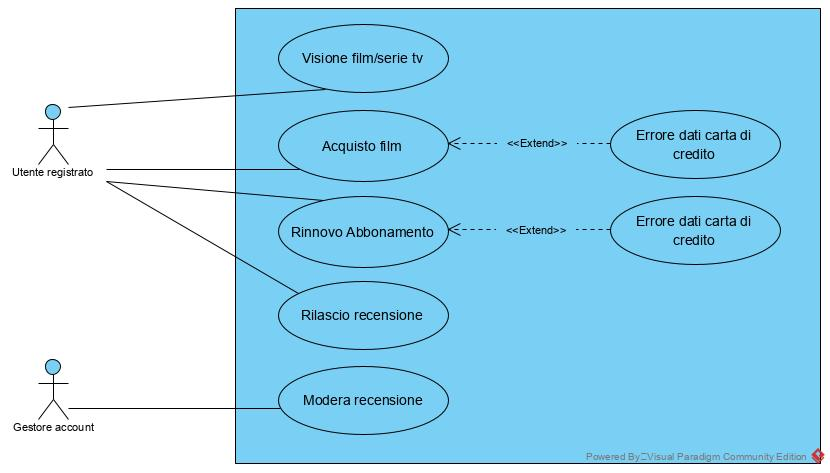 Visione film/serie tv
Acquisto film
<<Extend>>
Errore dati carta di
credito
Utente registrato
Rinnovo Abbonamento
<<Extend>>
Errore dati carta di
credito
Rilascio recensione
Modera recensione
Gestore account
Powered By Visual Paradigm Community Edition